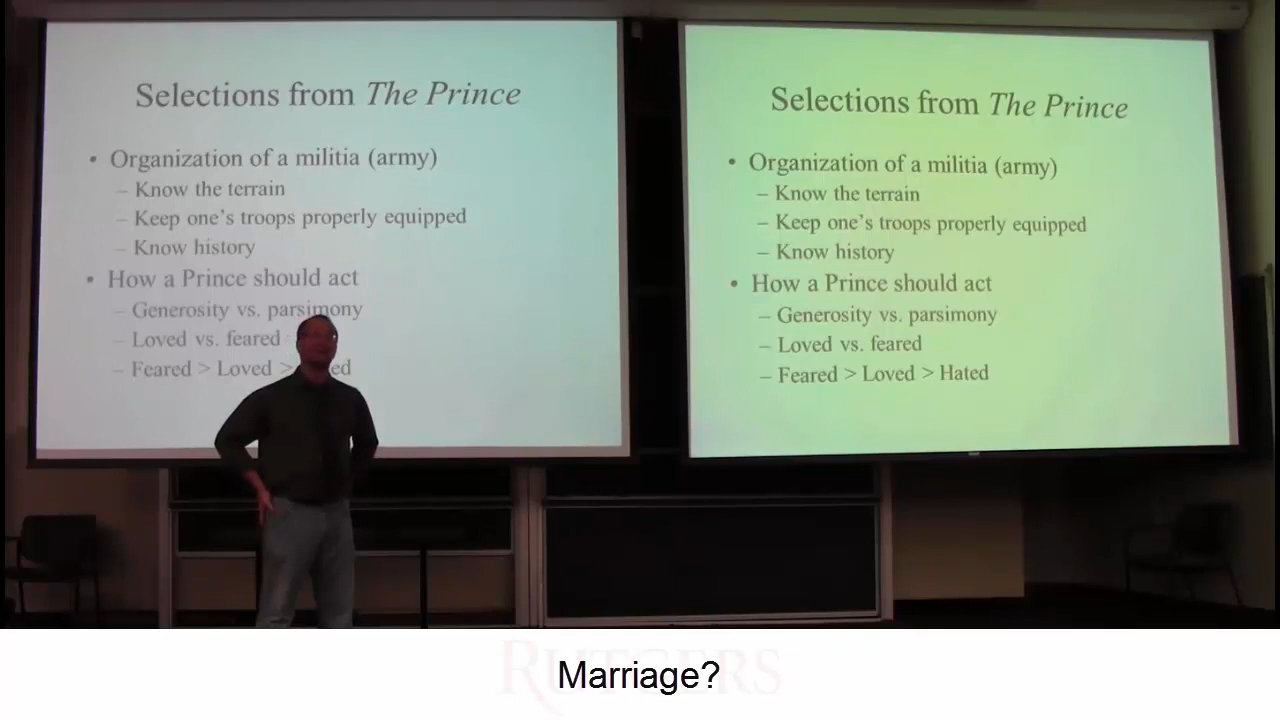 Selections from The Prince
• Organization of a militia (army)
– Know the terrain
– Keep one's troops properly equipped
– Know history
• How a Prince should act
– Generosity vs. parsimony
– Loved vs. feared
– Feared > Loved >
Selections from The Prince
• Organization of a militia (army)
– Know the terrain
– Keep one's troops properly equipped
– Know history
• How a Prince should act
– Generosity vs. parsimony
– Loved vs. feared
– Feared > Loved > Hated
RUTGERS
Marriage?